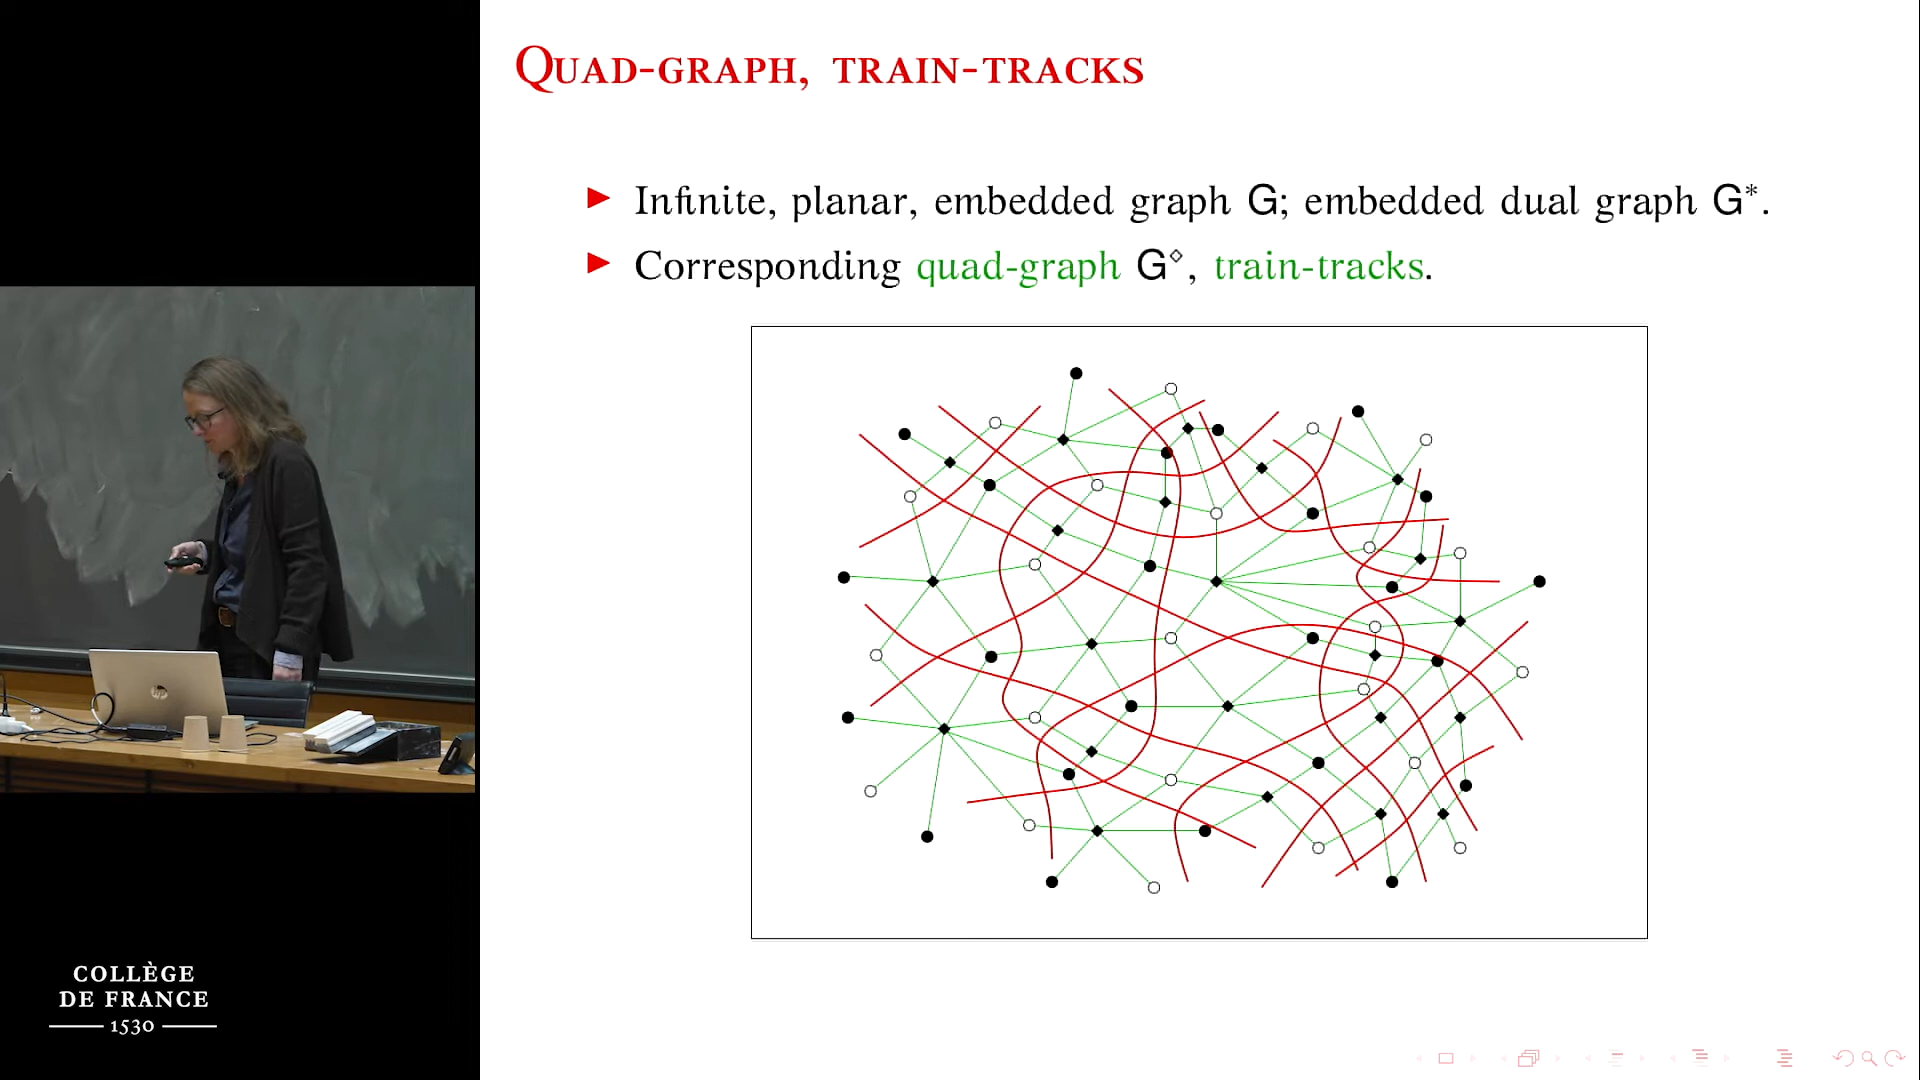 QUAD-GRAPH, TRAIN-TRACKS
Infinite, planar, embedded graph G; embedded dual graph G*.
Corresponding quad-graph G⋄, train-tracks.
COLLÈGE
DE FRANCE
1530